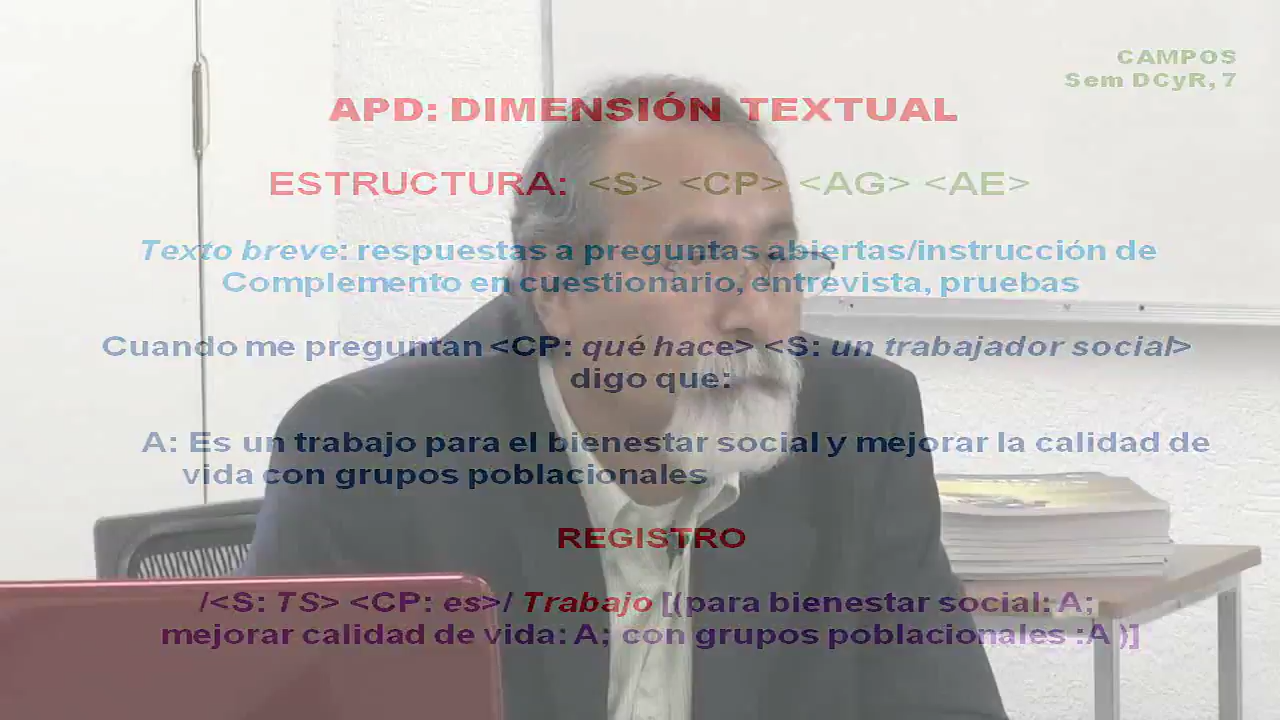 CAMPOS
Sem DCyR, 7
APD: DIMENSIÓN TEXTUAL
ESTRUCTURA: <S> <CP> <AG> <AE>
Texto breve: respuestas a preguntas abiertas/instrucción de
Complemento en cuestionario, entrevista, pruebas
Cuando me preguntan <CP: qué hace> <S: un trabajador social>
digo que:
A: Es un trabajo para el bienestar social y mejorar la calidad de
vida con grupos poblacionales
REGISTRO
/<S: TS> <CP: es>/ Trabajo [(para bienestar social: A;
mejorar calidad de vida: A; con grupos poblacionales :A )]